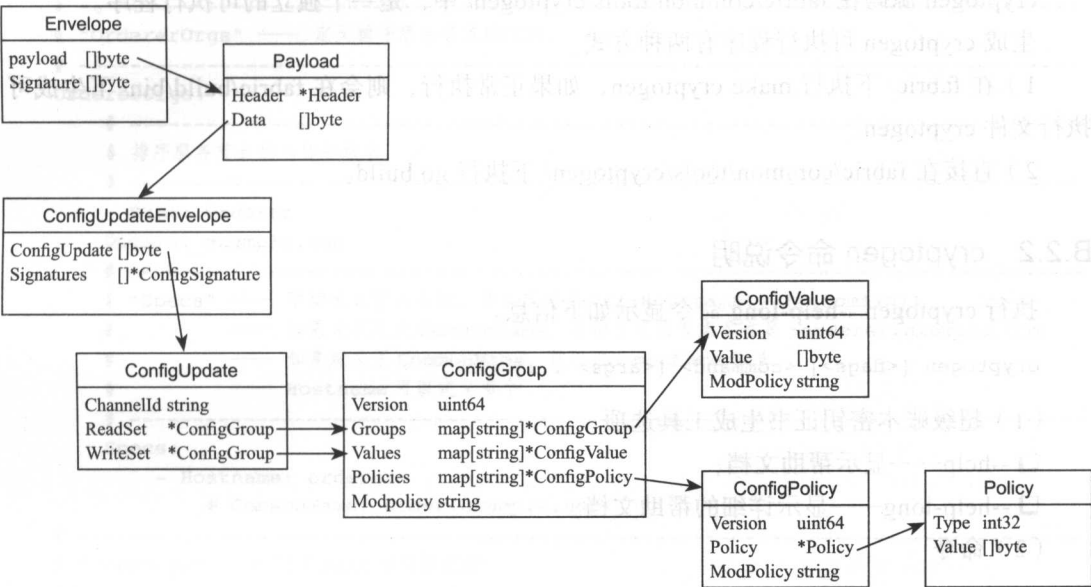 Envelope
payload []byte
Signature []byte
Payload
Header *Header
Data []byte
ConfigUpdateEnvelope
ConfigUpdate []byte
Signatures []*ConfigSignature
ConfigUpdate
ChannelId string
ReadSet *ConfigGroup
WriteSet *ConfigGroup
ConfigGroup
Version uint64
Groups map[string]*ConfigGroup
Values map[string]*ConfigValue
Policies map[string]*ConfigPolicy
Modpolicy string
ConfigValue
Version uint64
Value []byte
ModPolicy string
ConfigPolicy
Version uint64
Policy *Policy
ModPolicy string
Policy
Type int32
Value []byte